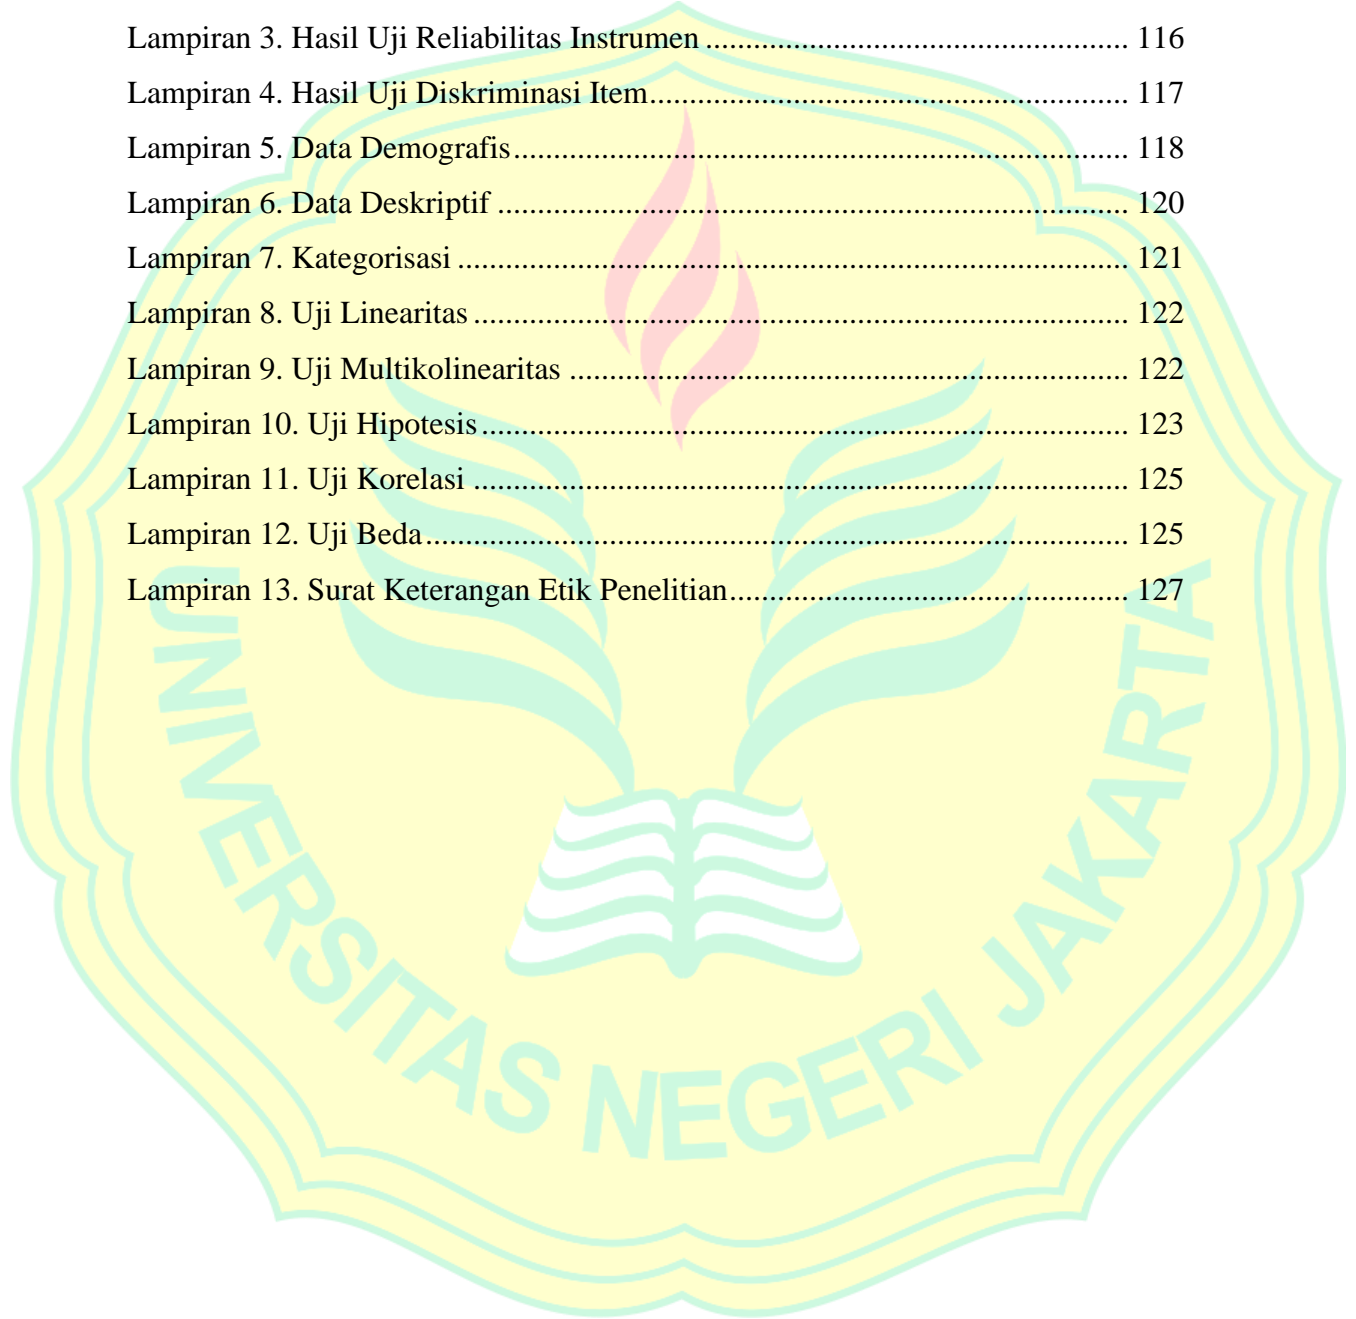 Lampiran 3. Hasil Uji Reliabilitas Instrumen ..................................................... 116
Lampiran 4. Hasil Uji Diskriminasi Item............................................................ 117
Lampiran 5. Data Demografis............................................................................. 118
Lampiran 6. Data Deskriptif ............................................................................... 120
Lampiran 7. Kategorisasi .................................................................................... 121
Lampiran 8. Uji Linearitas .................................................................................. 122
Lampiran 9. Uji Multikolinearitas ...................................................................... 122
Lampiran 10. Uji Hipotesis................................................................................. 123
Lampiran 11. Uji Korelasi .................................................................................. 125
Lampiran 12. Uji Beda........................................................................................ 125
Lampiran 13. Surat Keterangan Etik Penelitian.................................................. 127
UNIVERSITAS NEGERI JAKARTA